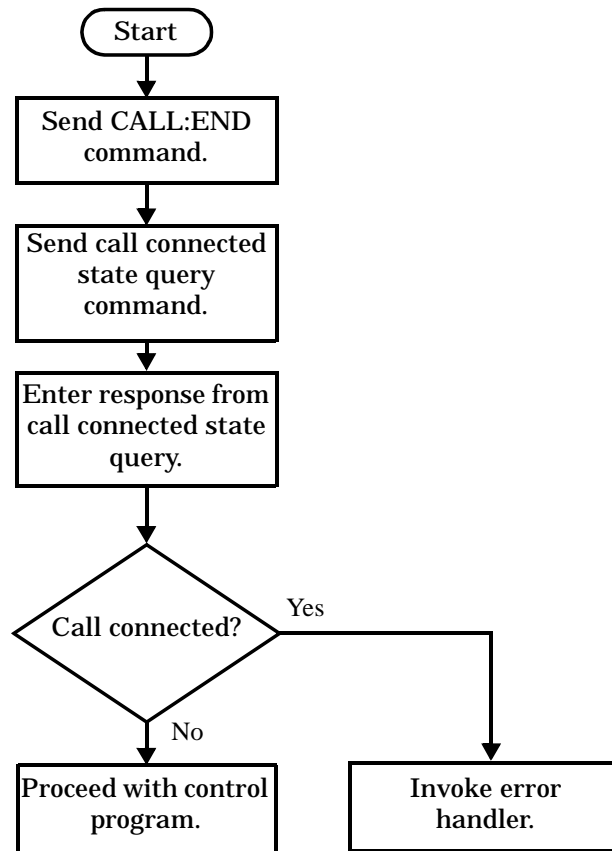 Start
Send CALL:END
command.
Send call connected
state query
command.
Enter response from
call connected state
query.
Call connected?
Yes
No
Proceed with control
program.
Invoke error
handler.